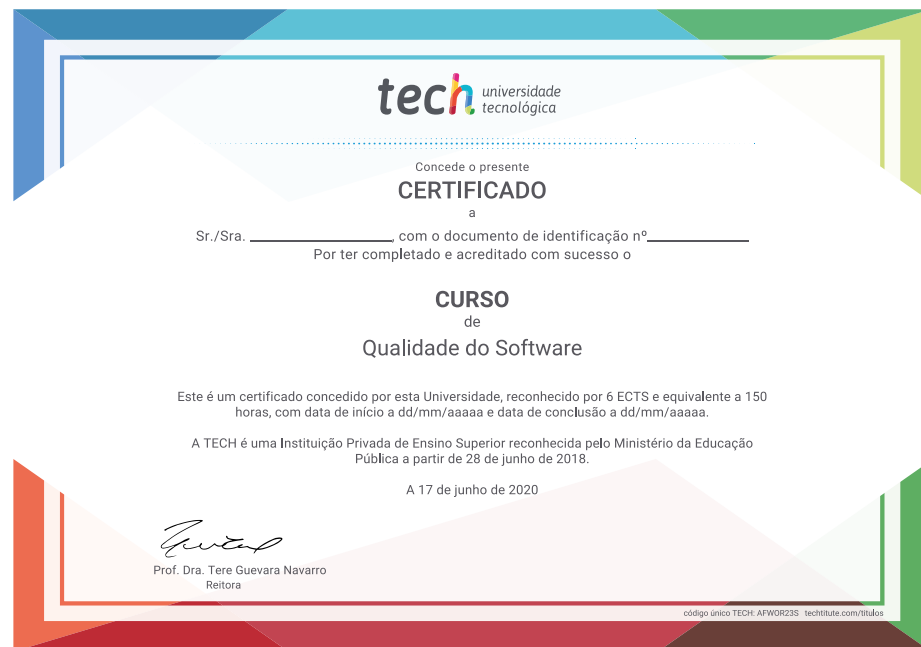 tech universidade
tecnológica
Concede o presente
CERTIFICADO
a
Sr./Sra. ____________________, com o documento de identificação nº______________
Por ter completado e acreditado com sucesso o
CURSO
de
Qualidade do Software
Este é um certificado concedido por esta Universidade, reconhecido por 6 ECTS e equivalente a 150
horas, com data de início a dd/mm/aaaaa e data de conclusão a dd/mm/aaaaa.
A TECH é uma Instituição Privada de Ensino Superior reconhecida pelo Ministério da Educação
Pública a partir de 28 de junho de 2018.
A 17 de junho de 2020
Prof. Dra. Tere Guevara Navarro
Reitora
código único TECH: AFWOR23S techtitute.com/titulos